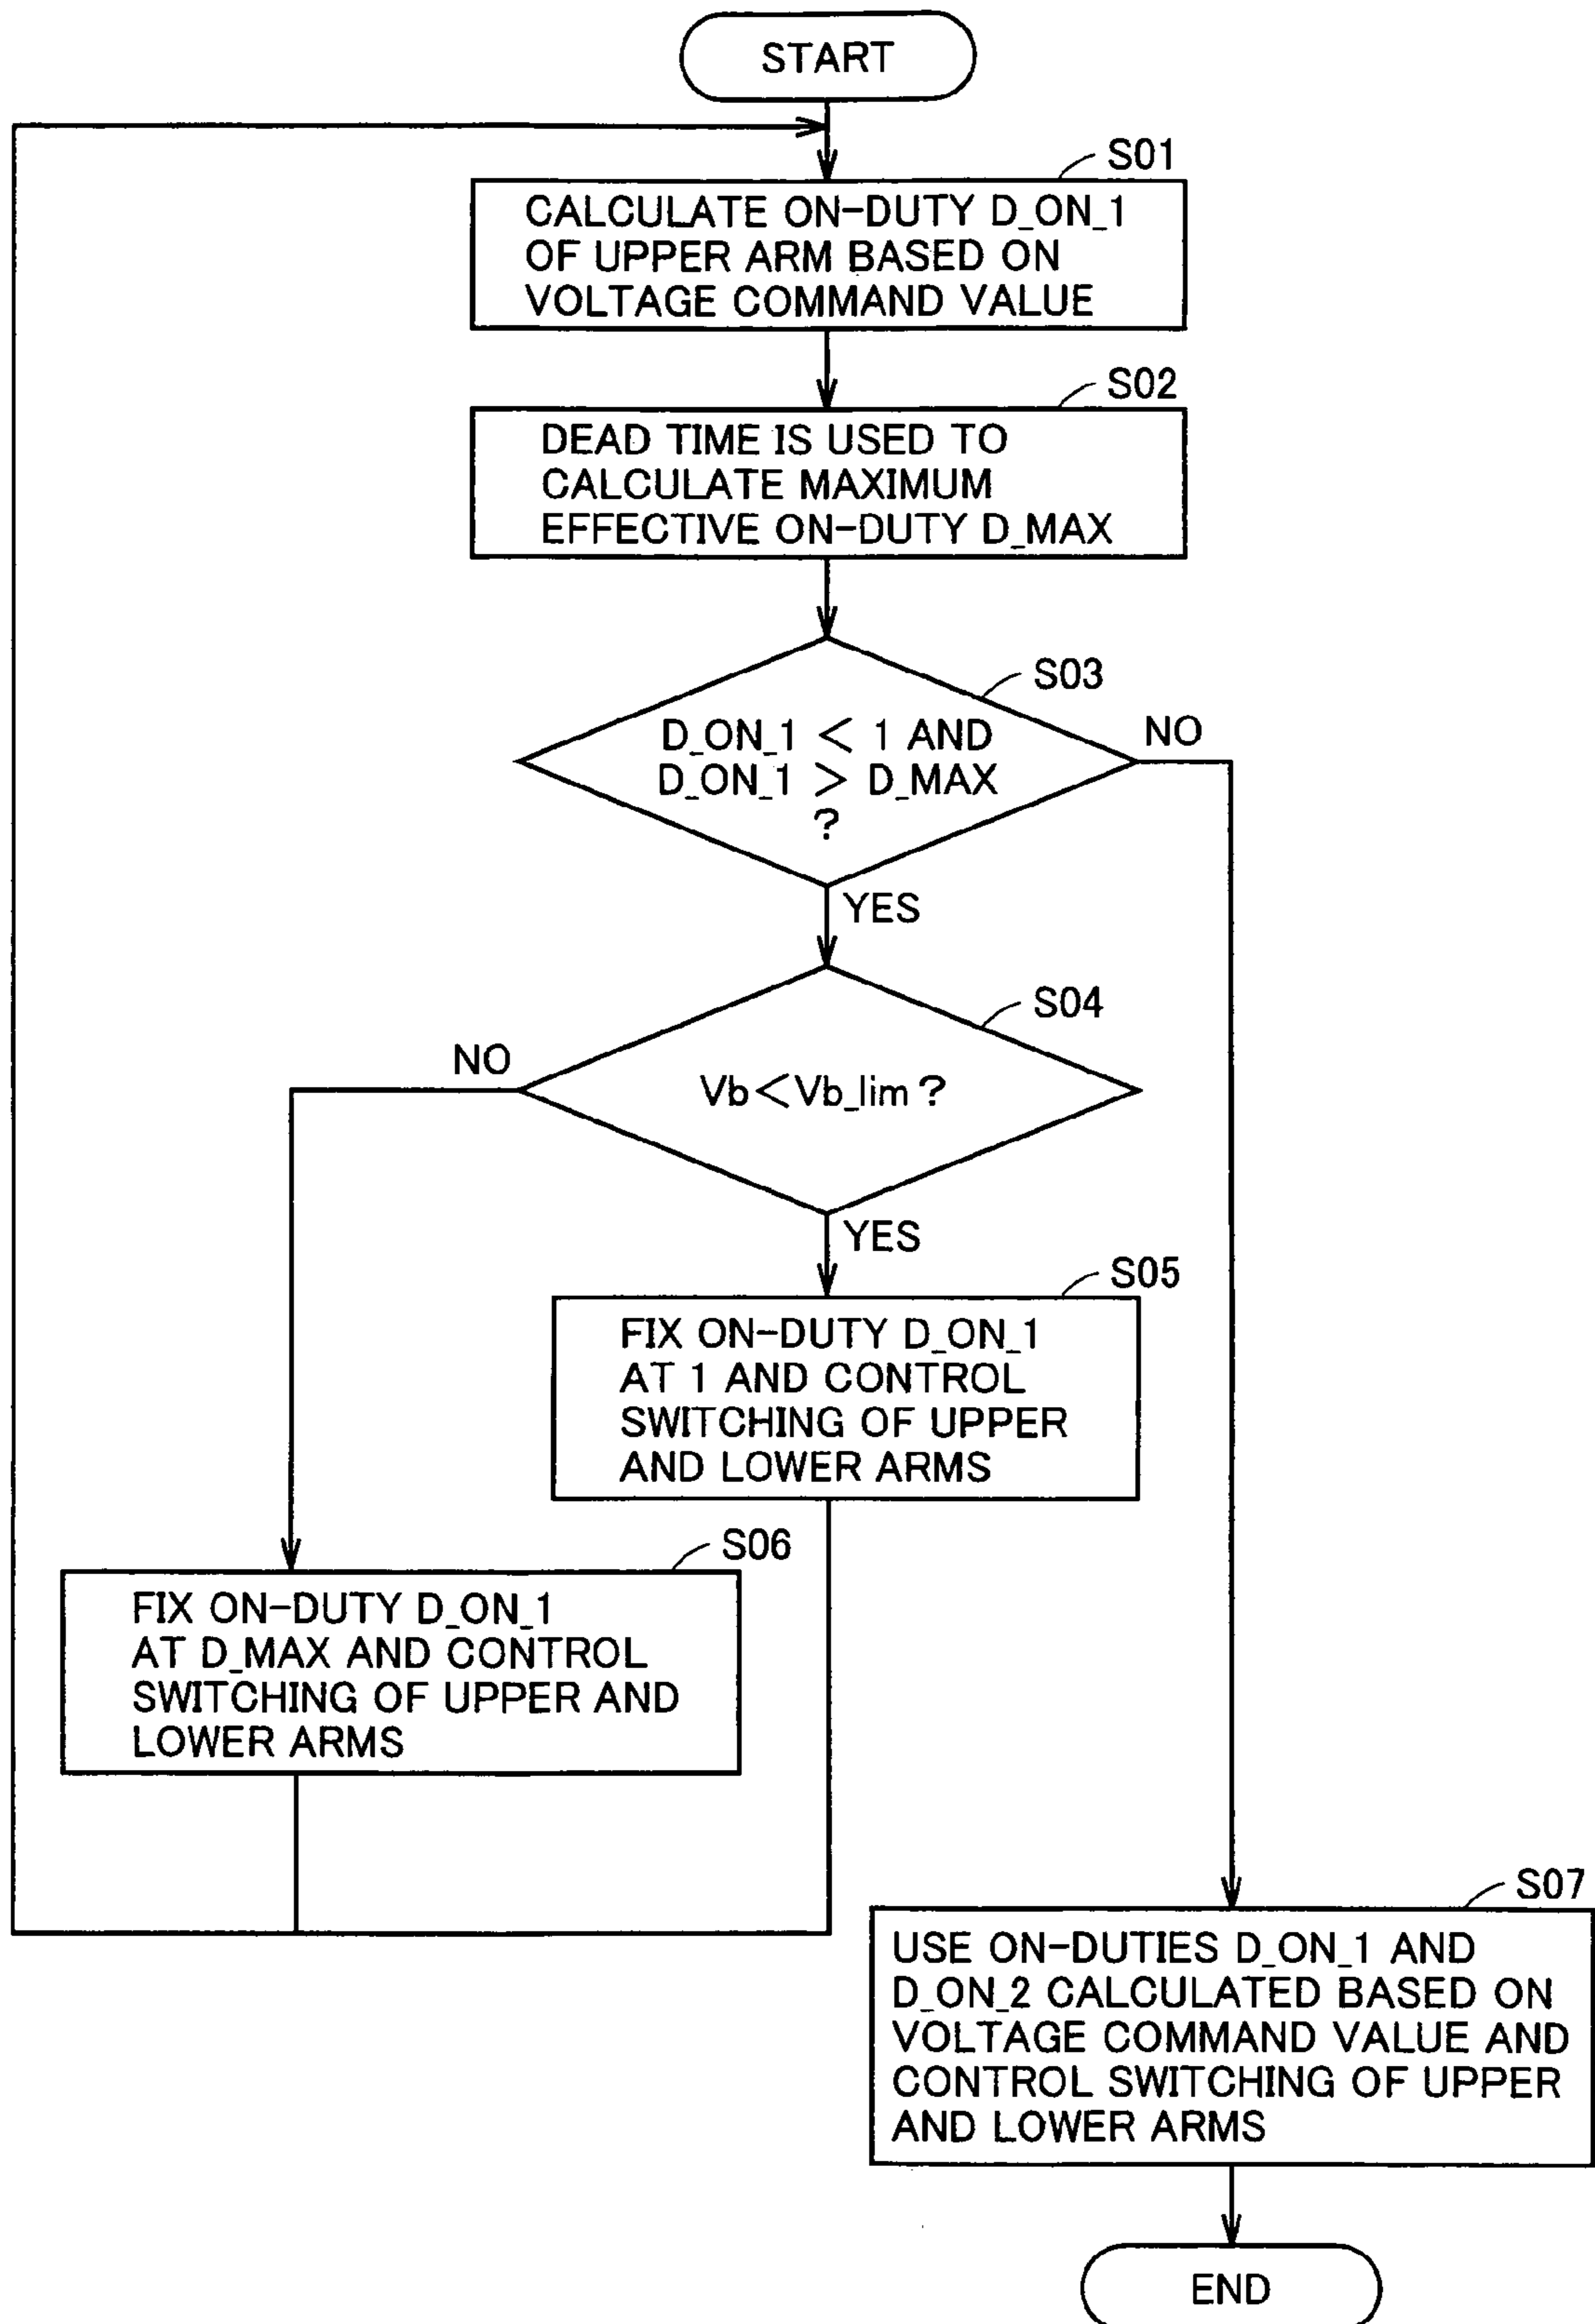 START
S01
CALCULATE ON-DUTY D_ON_1
OF UPPER ARM BASED ON
VOLTAGE COMMAND VALUE
S02
DEAD TIME IS USED TO
CALCULATE MAXIMUM
EFFECTIVE ON-DUTY D_MAX
S03
D_ON_1 < 1 AND
D_ON_1 > D_MAX
?
NO
YES
S04
Vb<Vb_lim ?
NO
YES
S05
FIX ON-DUTY D_ON_1
AT 1 AND CONTROL
SWITCHING OF UPPER
AND LOWER ARMS
S06
FIX ON-DUTY D_ON_1
AT D_MAX AND CONTROL
SWITCHING OF UPPER AND
LOWER ARMS
S07
USE ON-DUTIES D_ON_1 AND
D_ON_2 CALCULATED BASED ON
VOLTAGE COMMAND VALUE AND
CONTROL SWITCHING OF UPPER
AND LOWER ARMS
END